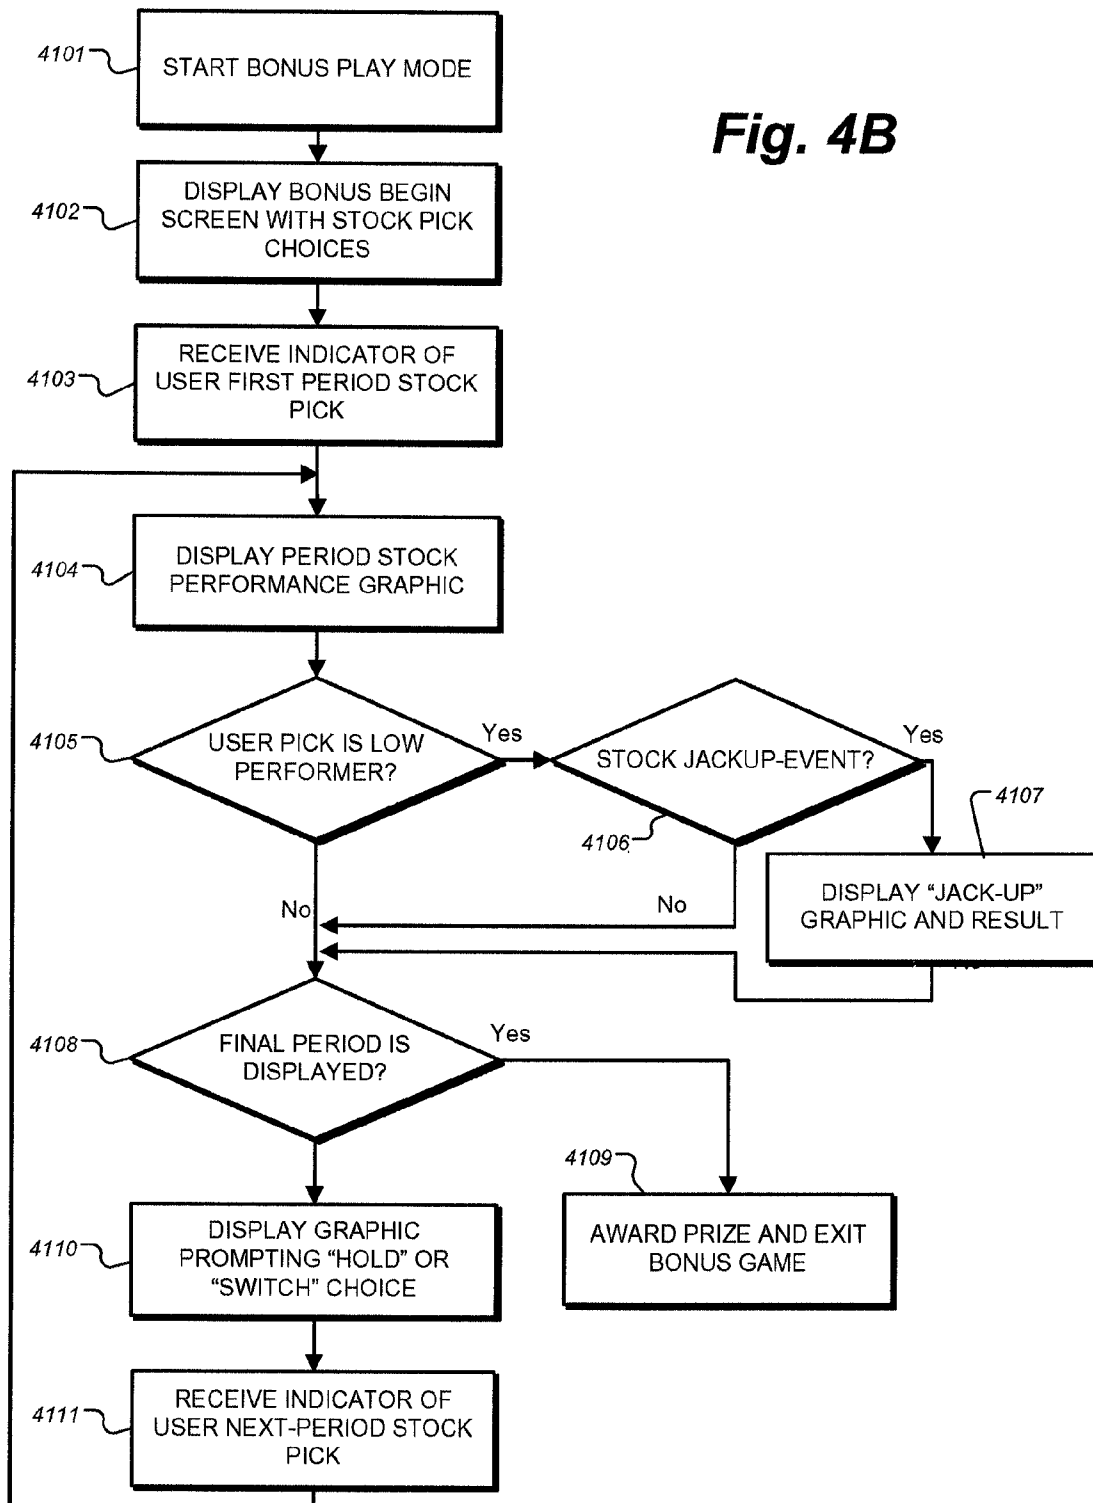 Fig. 4B
4101
START BONUS PLAY MODE
4102
DISPLAY BONUS BEGIN
SCREEN WITH STOCK PICK
CHOICES
4103
RECEIVE INDICATOR OF
USER FIRST PERIOD STOCK
PICK
4104
DISPLAY PERIOD STOCK
PERFORMANCE GRAPHIC
4105
USER PICK IS LOW
PERFORMER?
Yes
STOCK JACKUP-EVENT?
Yes
4106
4107
DISPLAY “JACK-UP”
GRAPHIC AND RESULT
No
No
4108
FINAL PERIOD IS
DISPLAYED?
Yes
4109
AWARD PRIZE AND EXIT
BONUS GAME
4110
DISPLAY GRAPHIC
PROMPTING “HOLD” OR
“SWITCH” CHOICE
4111
RECEIVE INDICATOR OF
USER NEXT-PERIOD STOCK
PICK